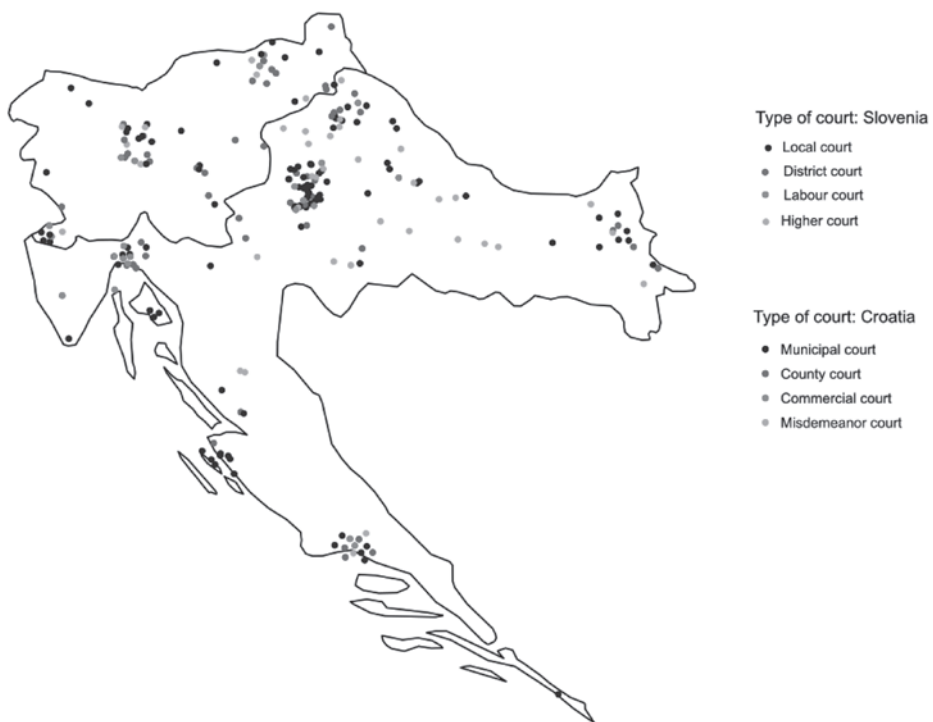 Type of court: Slovenia
Local court
District court
Labour court
Higher court
Type of court: Croatia
Municipal court
County court
Commercial court
Misdemeanor court